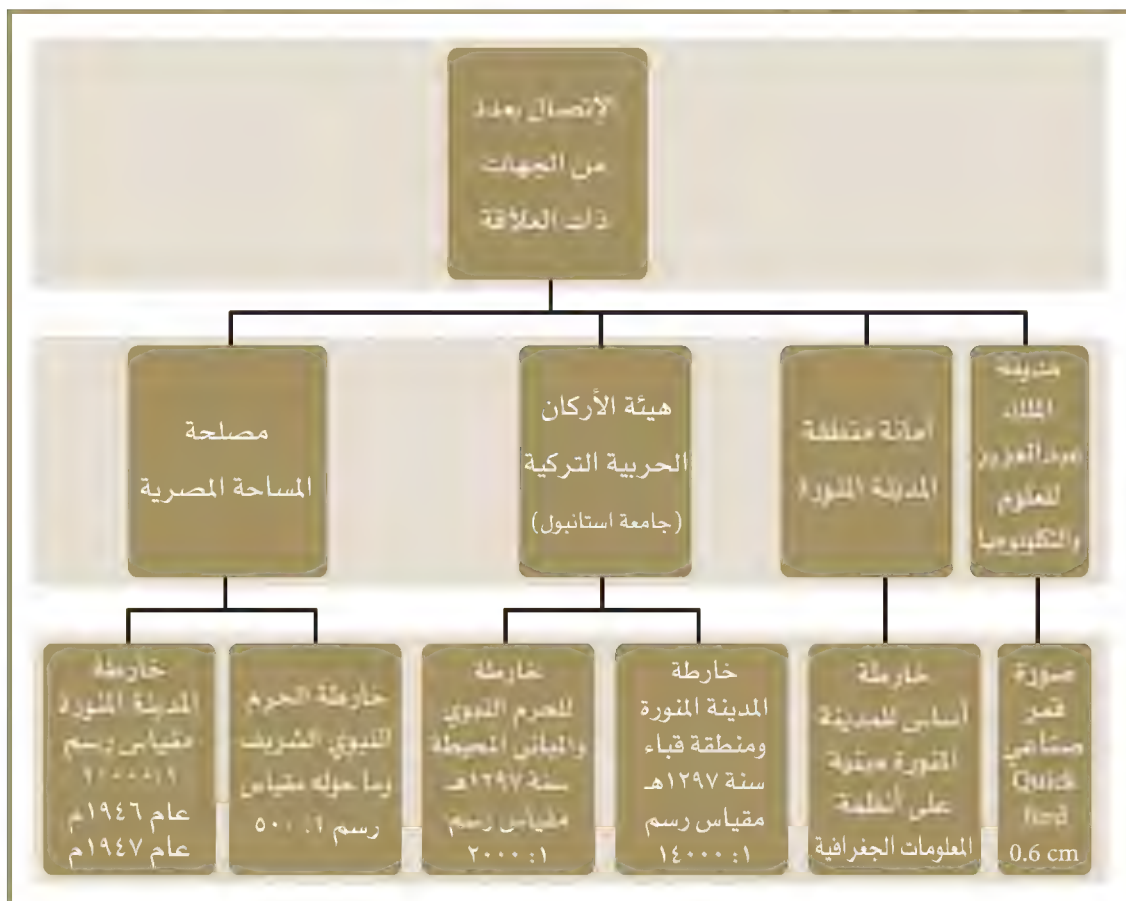 الإتصال بعدد
من الجهات
ذات العلاقة
مدينة
الملك
عبدالعزيز
للعلوم
والتكلوبوجيا
أمانة منطقة
المدينة المنورة
هيئة الأركان
الحربية التركية
(جامعة استانبول)
مصلحة
المساحة المصرية
صورة
قمر
صناعي
Quick
Bird
0.6 cm
خارطة
أساس للمدينة
المنورة مبنية
على أنظمة
المعلومات الجغرافية
خارطة
المدينة المنورة
ومنطقة قباء
سنة ١٢٩٧هـ
مقياس رسم
١: ١٤٠٠٠
خارطة
للحرم النبوي
والمباني المحيطة
سنة ١٢٩٧هـ
مقياس رسم
١: ٢٠٠٠
خارطة الحرم
النبوي الشريف
وما حوله مقياس
رسم ١: ٥٠٠
خارطة
المدينة المنورة
مقياس رسم
عام ١٩٤٦م
عام ١٩٤٧م